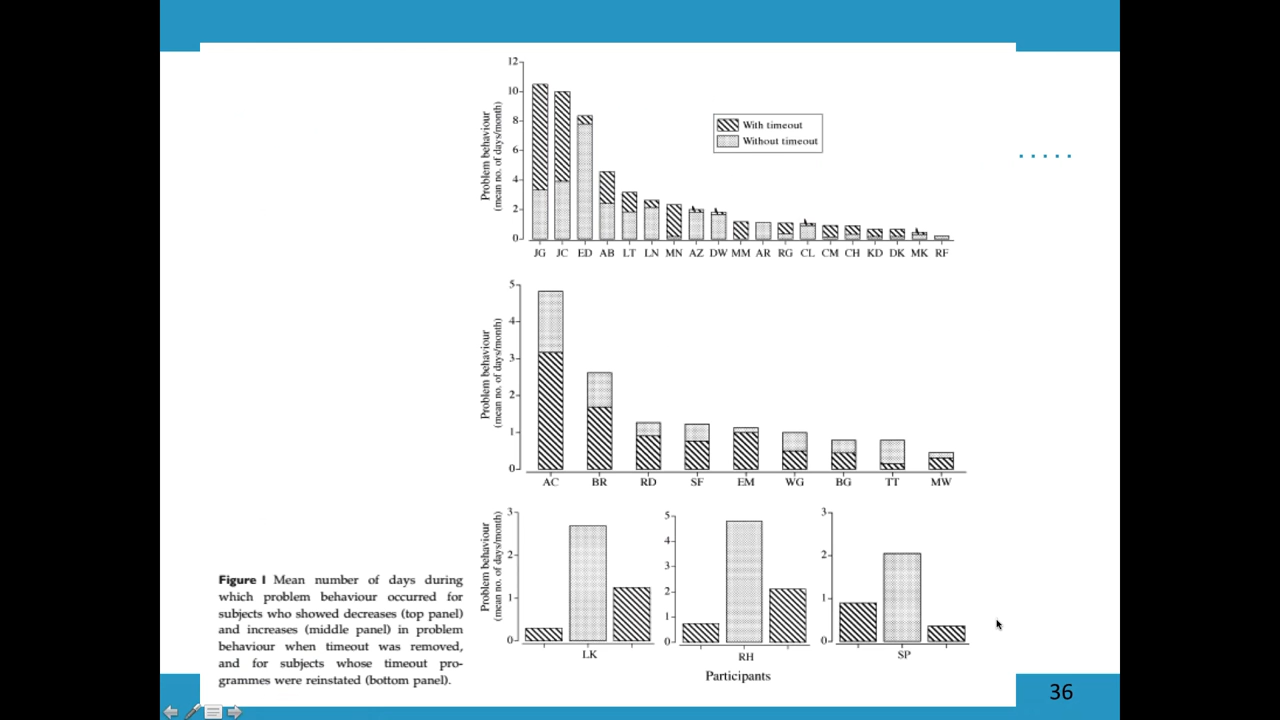 12
10
8
6
4
2
0
Problem behaviour
(mean no. of days/month)
With timeout
Without timeout
JG JC ED AB LT LN MN AZ DW MM AR RG CL CM CH KD DK MK RF
5
4
3
2
1
0
Problem behaviour
(mean no. of days/month)
AC BR RD SF EM WG BG TT MW
3
2
1
0
Problem behaviour
(mean no. of days/month)
LK
5
4
3
2
1
0
RH
3
2
1
0
SP
Participants
Figure 1 Mean number of days during
which problem behaviour occurred for
subjects who showed decreases (top panel)
and increases (middle panel) in problem
behaviour when timeout was removed,
and for subjects whose timeout pro-
grammes were reinstated (bottom panel).
36